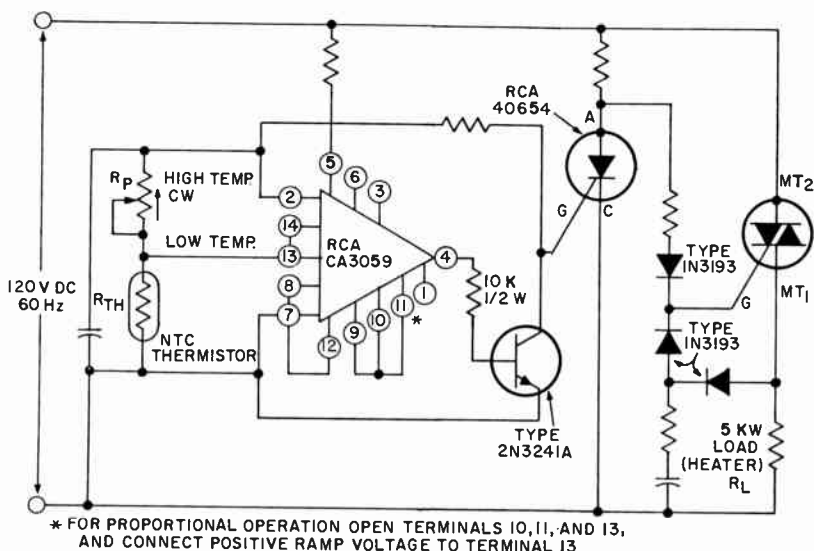 RCA
40654
A
G
C
MT2
MT1
G
RP
HIGH TEMP.
CW
LOW TEMP.
RTH
NTC
THERMISTOR
120 V DC
60 Hz
5
6
3
2
14
13
8
7
12
9
10
11
*
1
4
RCA
CA3059
10 K
1/2 W
TYPE
2N3241A
TYPE
1N3193
TYPE
1N3193
5 KW
LOAD
(HEATER)
RL
* FOR PROPORTIONAL OPERATION OPEN TERMINALS 10, 11, AND 13,
AND CONNECT POSITIVE RAMP VOLTAGE TO TERMINAL 13